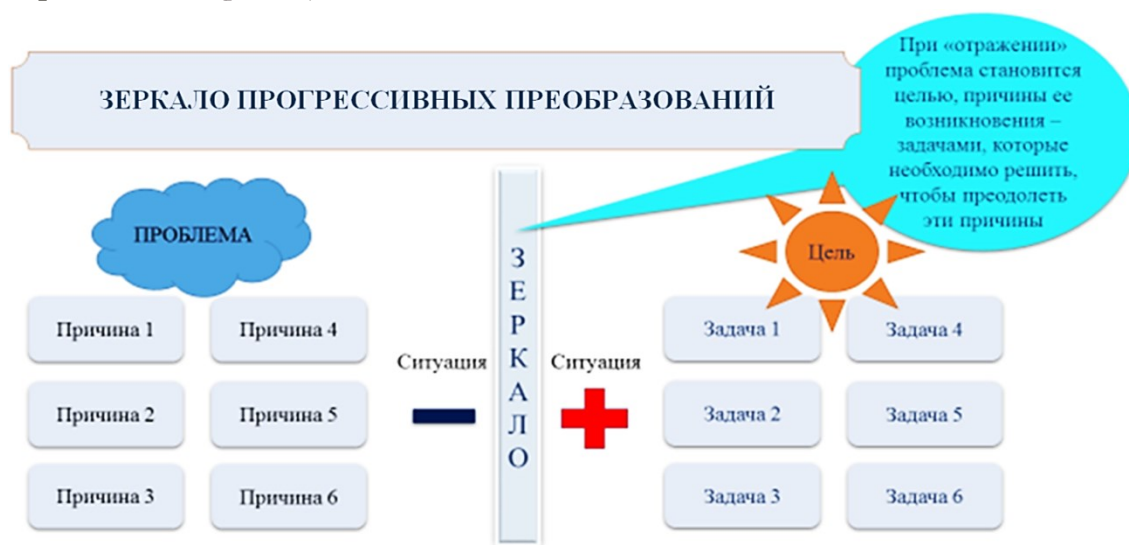 ЗЕРКАЛО ПРОГРЕССИВНЫХ ПРЕОБРАЗОВАНИЙ
При «отражении»
проблема становится
целью, причины ее
возникновения –
задачами, которые
необходимо решить,
чтобы преодолеть
эти причины
ПРОБЛЕМА
Причина 1
Причина 4
Причина 2
Причина 5
Причина 3
Причина 6
Ситуация
ЗЕРКАЛО
Ситуация
Цель
Задача 1
Задача 4
Задача 2
Задача 5
Задача 3
Задача 6